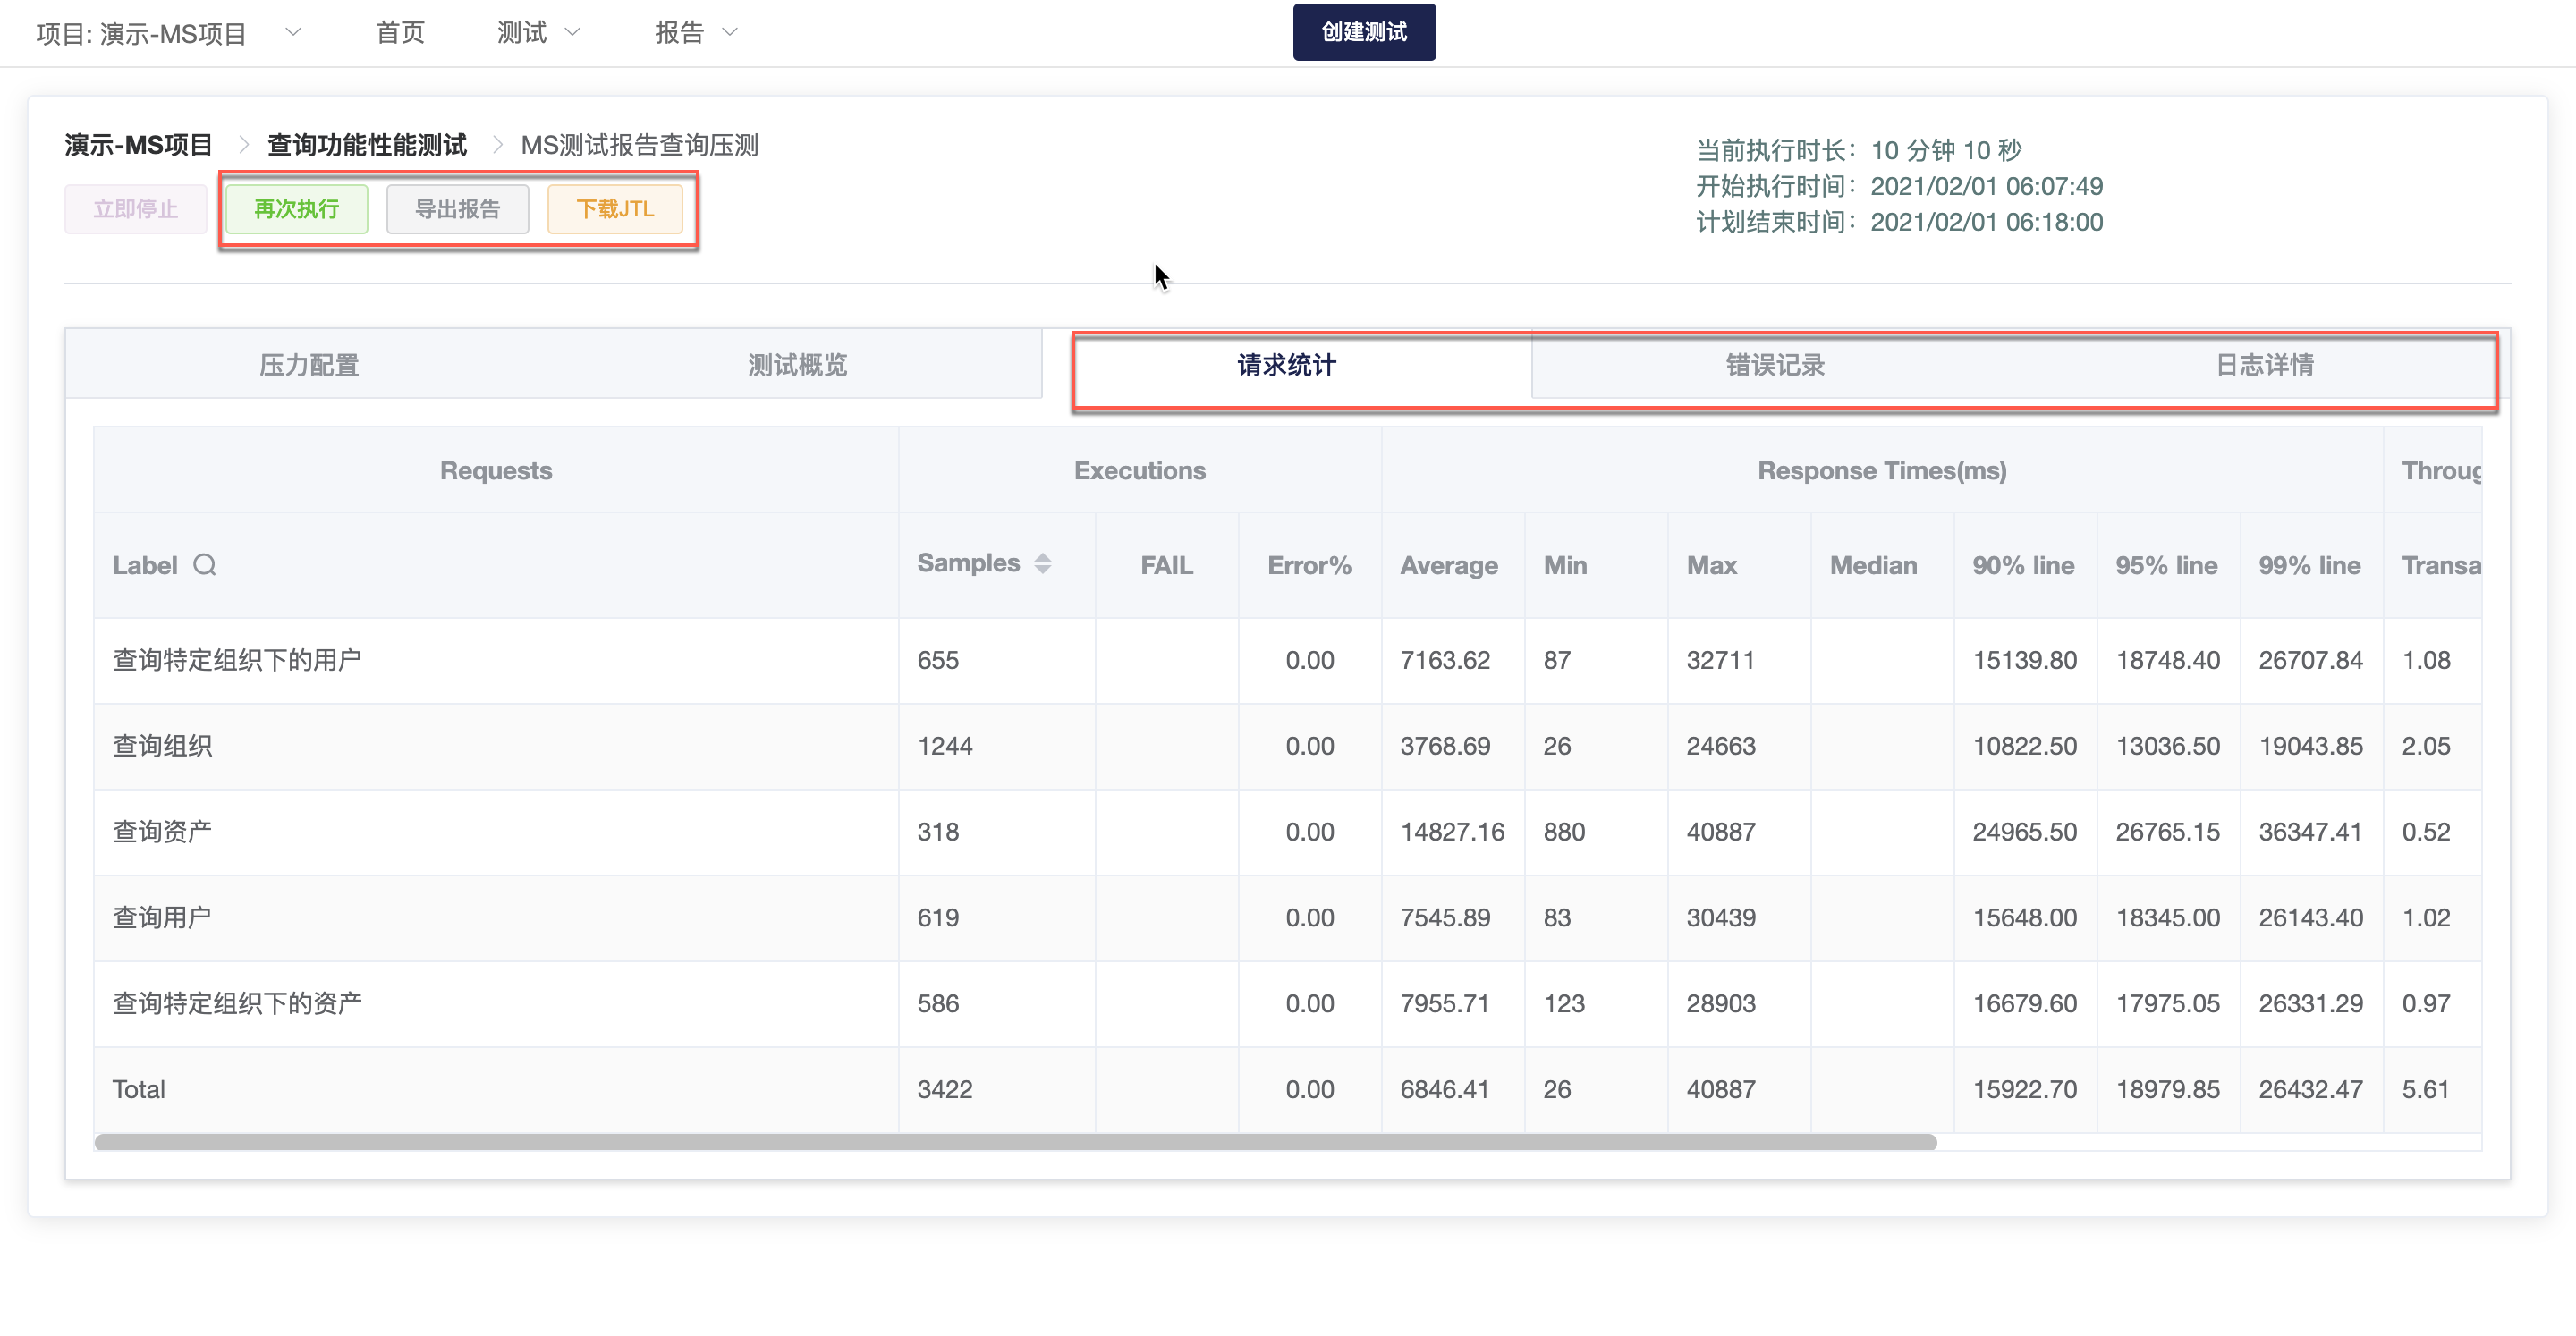 项目: 演示-MS项目 首页 测试 报告 创建测试
演示-MS项目 查询功能性能测试 MS测试报告查询压测
立即停止 再次执行 导出报告 下载JTL
当前执行时长：10 分钟 10 秒
开始执行时间：2021/02/01 06:07:49
计划结束时间：2021/02/01 06:18:00
压力配置 测试概览 请求统计 错误记录 日志详情
Requests Executions Response Times(ms) Throug
Label Samples FAIL Error% Average Min Max Median 90% line 95% line 99% line Transa
查询特定组织下的用户 655 0.00 7163.62 87 32711 15139.80 18748.40 26707.84 1.08
查询组织 1244 0.00 3768.69 26 24663 10822.50 13036.50 19043.85 2.05
查询资产 318 0.00 14827.16 880 40887 24965.50 26765.15 36347.41 0.52
查询用户 619 0.00 7545.89 83 30439 15648.00 18345.00 26143.40 1.02
查询特定组织下的资产 586 0.00 7955.71 123 28903 16679.60 17975.05 26331.29 0.97
Total 3422 0.00 6846.41 26 40887 15922.70 18979.85 26432.47 5.61